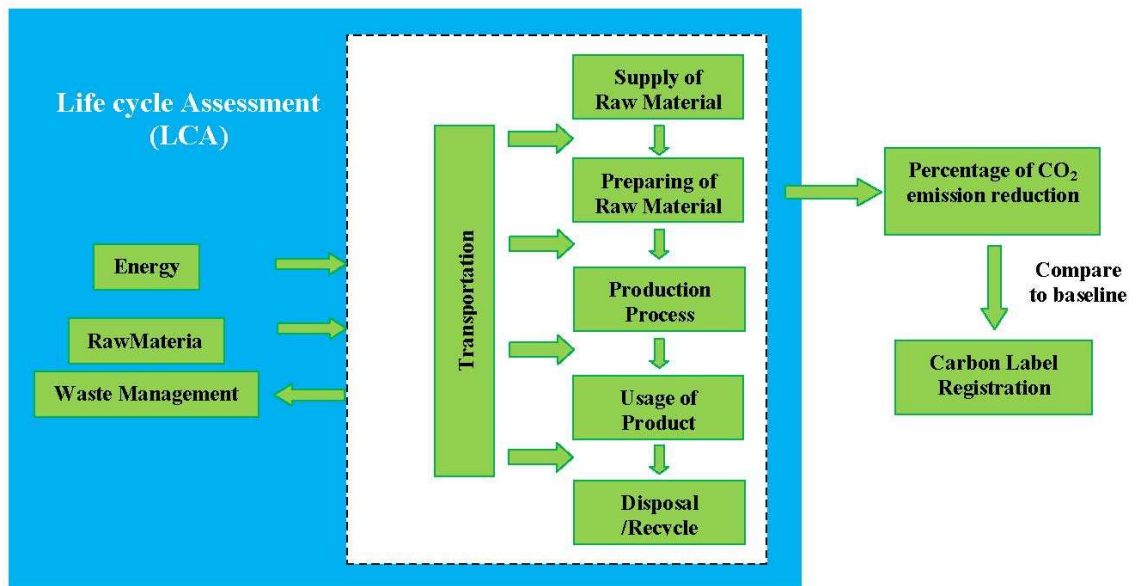 Life cycle Assessment
(LCA)
Energy
RawMateria
Waste Management
Transportation
Supply of
Raw Material
Preparing of
Raw Material
Production
Process
Usage of
Product
Disposal
/Recycle
Percentage of CO₂
emission reduction
Compare
to baseline
Carbon Label
Registration